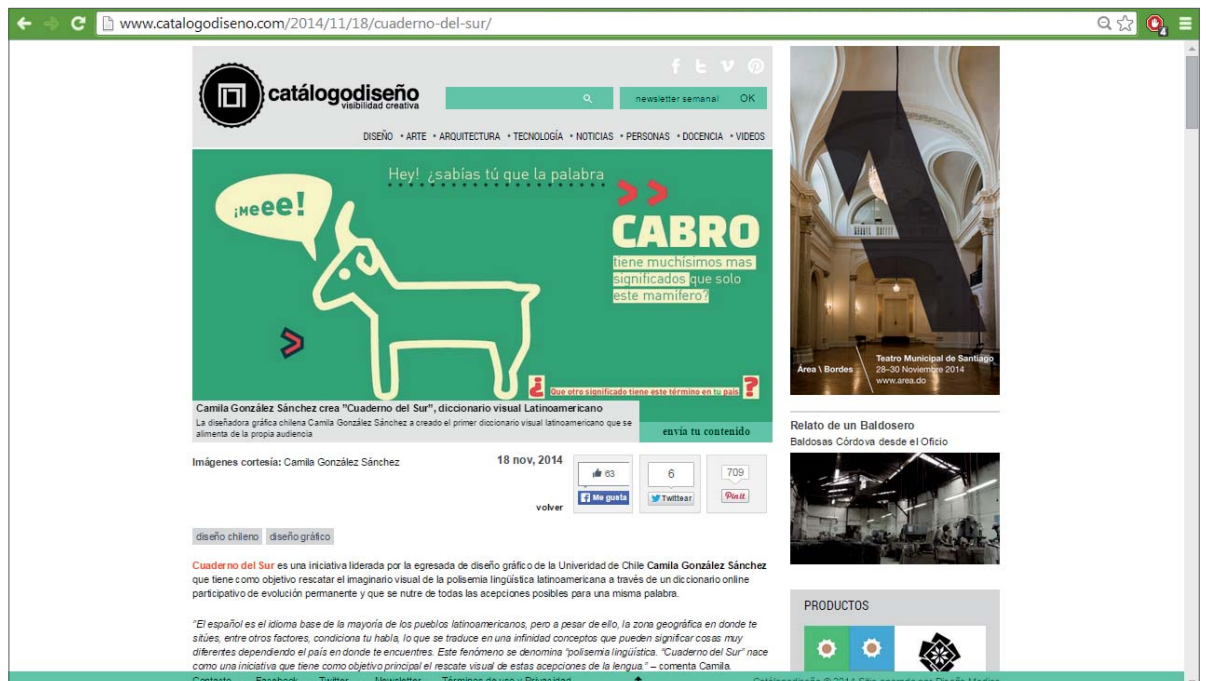 www.catalogodiseno.com/2014/11/18/cuaderno-del-sur/
4
catálogodiseño
visibilidad creativa
newsletter semanal OK
DISEÑO • ARTE • ARQUITECTURA • TECNOLOGÍA • NOTICIAS • PERSONAS • DOCENCIA • VIDEOS
Hey! ¿sabías tú que la palabra
>>
¡Meeee!
CABRO
tiene muchísimos mas
significados que solo
este mamífero?
>
¿ Que otro significado tiene este término en tu país ?
Camila González Sánchez crea "Cuaderno del Sur", diccionario visual Latinoamericano
La diseñadora gráfica chilena Camila González Sánchez a creado el primer diccionario visual latinoamericano que se
alimenta de la propia audiencia
envía tu contenido
Imágenes cortesía: Camila González Sánchez
18 nov, 2014
63
Me gusta
6
Twittear
709
Pin it
volver
diseño chileno diseño gráfico
Cuaderno del Sur es una iniciativa liderada por la egresada de diseño gráfico de la Univeridad de Chile Camila González Sánchez
que tiene como objetivo rescatar el imaginario visual de la polisemia lingüística latinoamericana a través de un diccionario online
participativo de evolución permanente y que se nutre de todas las acepciones posibles para una misma palabra.
"El español es el idioma base de la mayoría de los pueblos latinoamericanos, pero a pesar de ello, la zona geográfica en donde te
sitúes, entre otros factores, condiciona tu habla, lo que se traduce en una infinidad conceptos que pueden significar cosas muy
diferentes dependiendo el país en donde te encuentres. Este fenómeno se denomina "polisemia lingüística. "Cuaderno del Sur" nace
como una iniciativa que tiene como objetivo principal el rescate visual de estas acepciones de la lengua." – comenta Camila.
A
Área \ Bordes
Teatro Municipal de Santiago
28–30 Noviembre 2014
www.area.do
Relato de un Baldosero
Baldosas Córdova desde el Oficio
PRODUCTOS
Contacto Facebook Twitter Newsletter Términos de uso y Privacidad